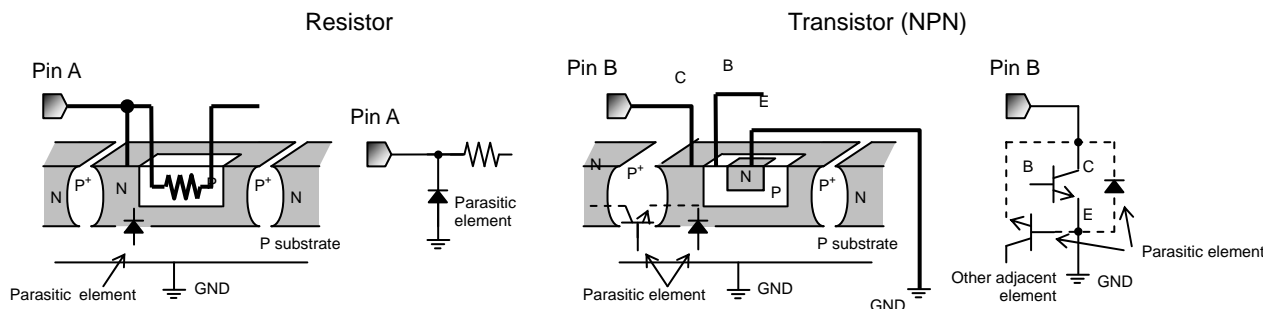 Resistor
Transistor (NPN)
Pin A
Pin A
N
P+
N
P
P+
N
Parasitic element
P substrate
Parasitic element
GND
Pin B
C
B
E
N
P+
N
P
P+
N
P substrate
Parasitic element
GND
GND
Pin B
B
C
E
Parasitic element
Other adjacent element
GND